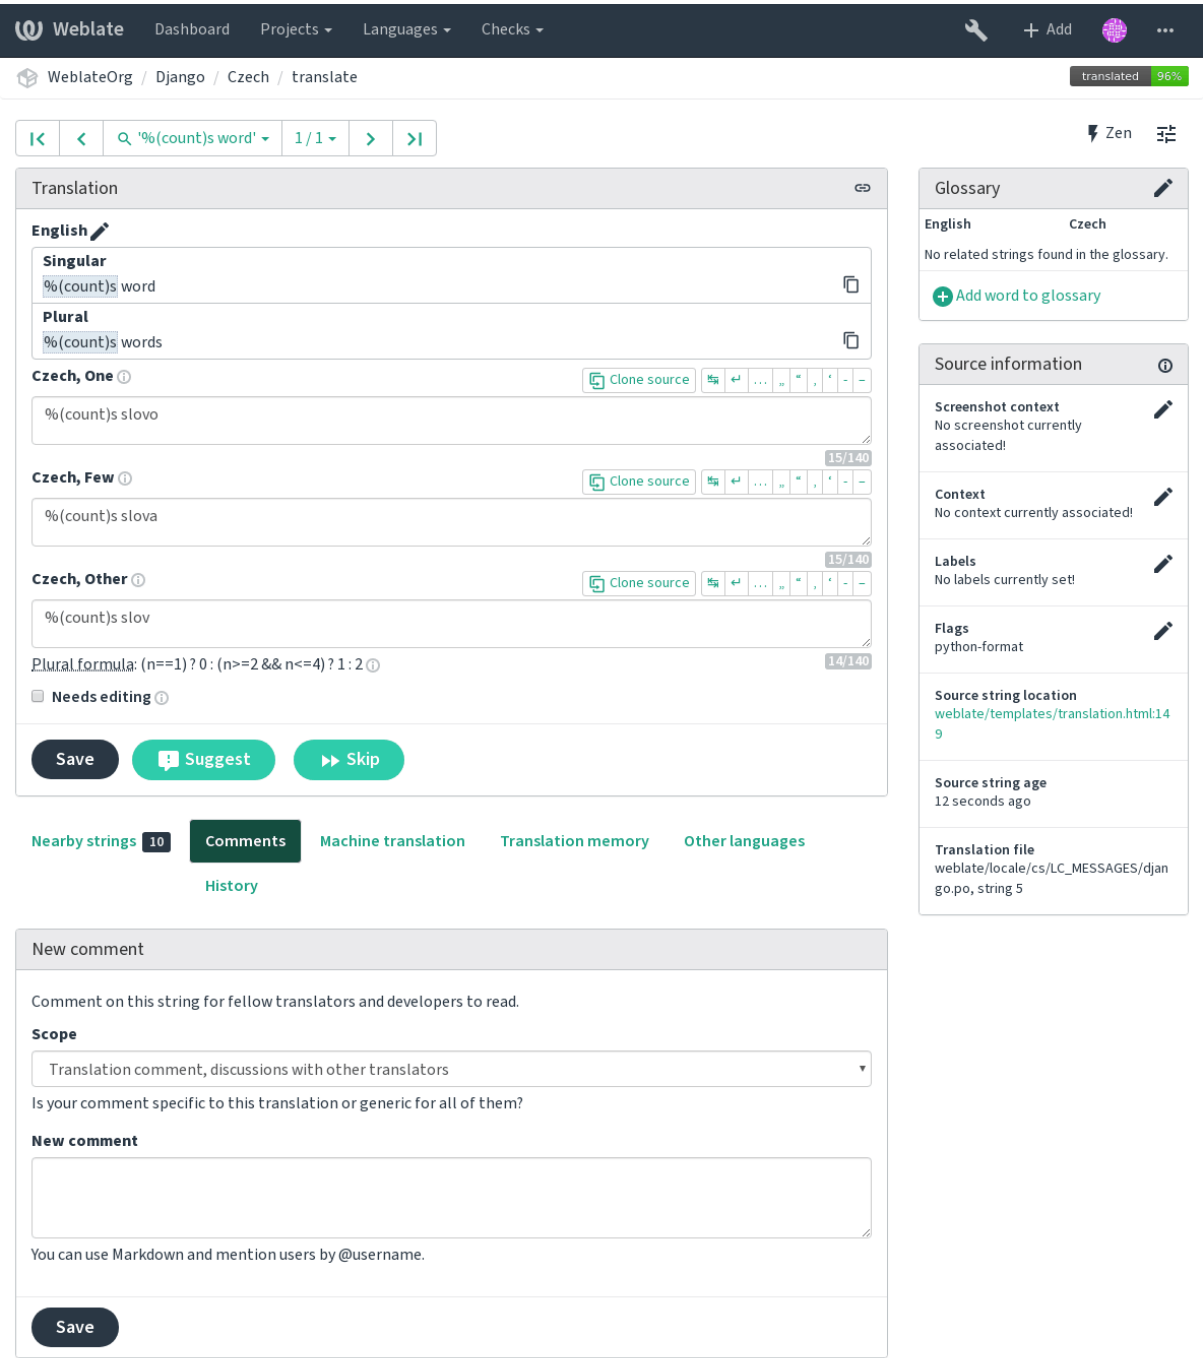 Weblate Dashboard Projects Languages Checks Add
WeblateOrg / Django / Czech / translate translated 96%
'%(count)s word' 1 / 1 Zen
Translation
English
Singular
%(count)s word
Plural
%(count)s words
Czech, One Clone source ↹ ↵ … „ “ ‚ ‘ - –
%(count)s slovo
15/140
Czech, Few Clone source ↹ ↵ … „ “ ‚ ‘ - –
%(count)s slova
15/140
Czech, Other Clone source ↹ ↵ … „ “ ‚ ‘ - –
%(count)s slov
14/140
Plural formula: (n==1) ? 0 : (n>=2 && n<=4) ? 1 : 2
Needs editing
Save Suggest Skip
Nearby strings 10 Comments Machine translation Translation memory Other languages
History
New comment
Comment on this string for fellow translators and developers to read.
Scope
Translation comment, discussions with other translators
Is your comment specific to this translation or generic for all of them?
New comment
You can use Markdown and mention users by @username.
Save
Glossary
English Czech
No related strings found in the glossary.
Add word to glossary
Source information
Screenshot context
No screenshot currently
associated!
Context
No context currently associated!
Labels
No labels currently set!
Flags
python-format
Source string location
weblate/templates/translation.html:14
9
Source string age
12 seconds ago
Translation file
weblate/locale/cs/LC_MESSAGES/djan
go.po, string 5